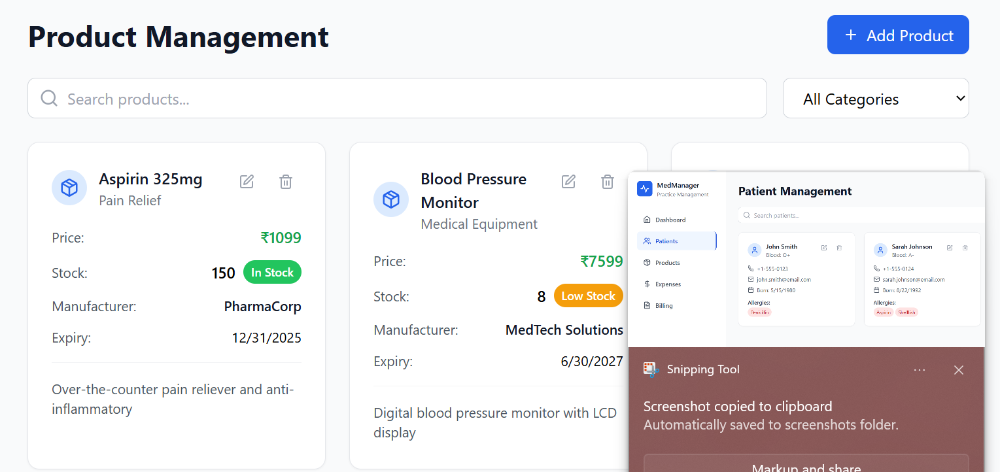 Product Management
+ Add Product
Search products...
All Categories
Aspirin 325mg
Pain Relief
Price: ₹1099
Stock: 150 In Stock
Manufacturer: PharmaCorp
Expiry: 12/31/2025
Over-the-counter pain reliever and anti-
inflammatory
Blood Pressure
Monitor
Medical Equipment
Price: ₹7599
Stock: 8 Low Stock
Manufacturer: MedTech Solutions
Expiry: 6/30/2027
Digital blood pressure monitor with LCD
display
MedManager
Practice Management
Dashboard
Patients
Products
Expenses
Billing
Patient Management
Search patients...
John Smith
Blood: O+
+1-555-0123
john.smith@email.com
Born: 5/15/1980
Allergies:
Penicillin
Sarah Johnson
Blood: A-
+1-555-0124
sarah.johnson@email.com
Born: 8/22/1992
Allergies:
Aspirin Shellfish
Snipping Tool
Screenshot copied to clipboard
Automatically saved to screenshots folder.
Markup and share